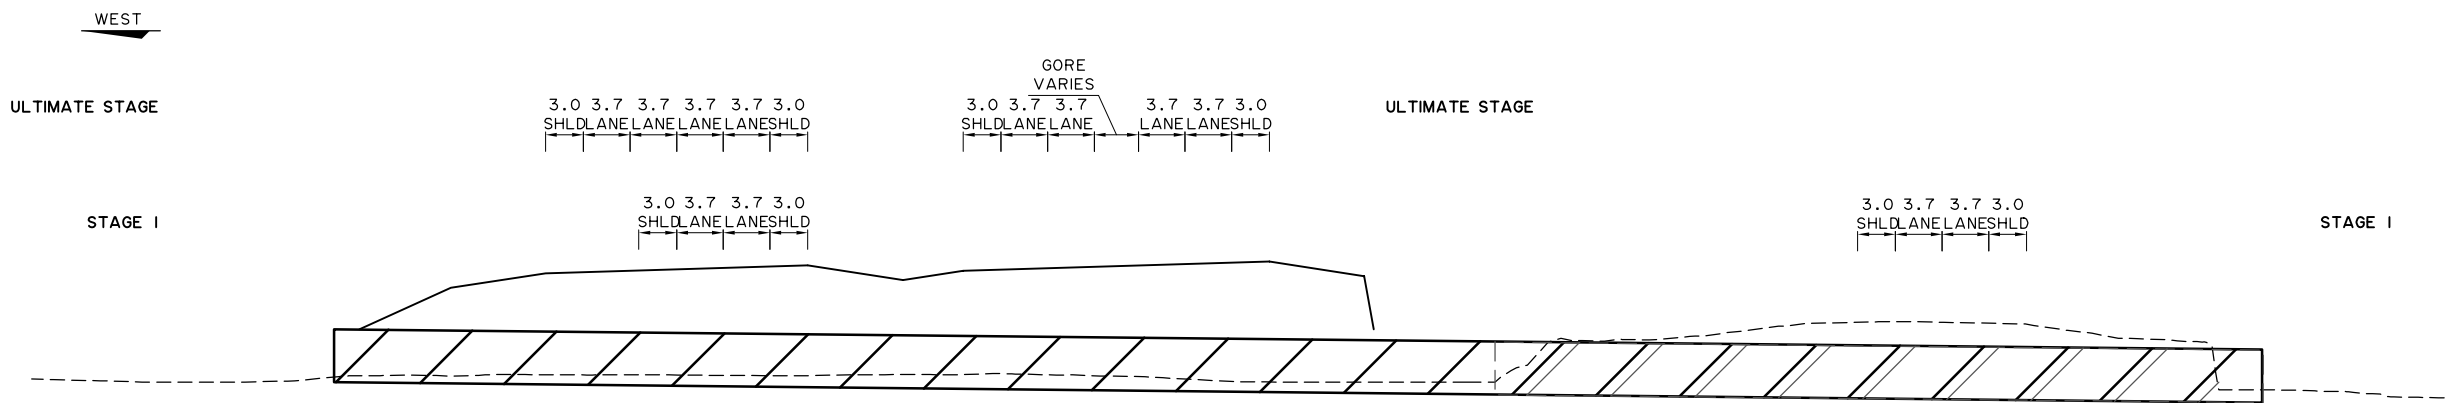 WEST
GORE
VARIES
ULTIMATE STAGE
3.0 3.7 3.7 3.7 3.7 3.0
SHLD LANE LANE LANE LANE SHLD
3.0 3.7 3.7 3.7 3.7 3.0
SHLD LANE LANE LANE LANE SHLD
ULTIMATE STAGE
STAGE I
3.0 3.7 3.7 3.0
SHLD LANE LANE SHLD
3.0 3.7 3.7 3.0
SHLD LANE LANE SHLD
STAGE I